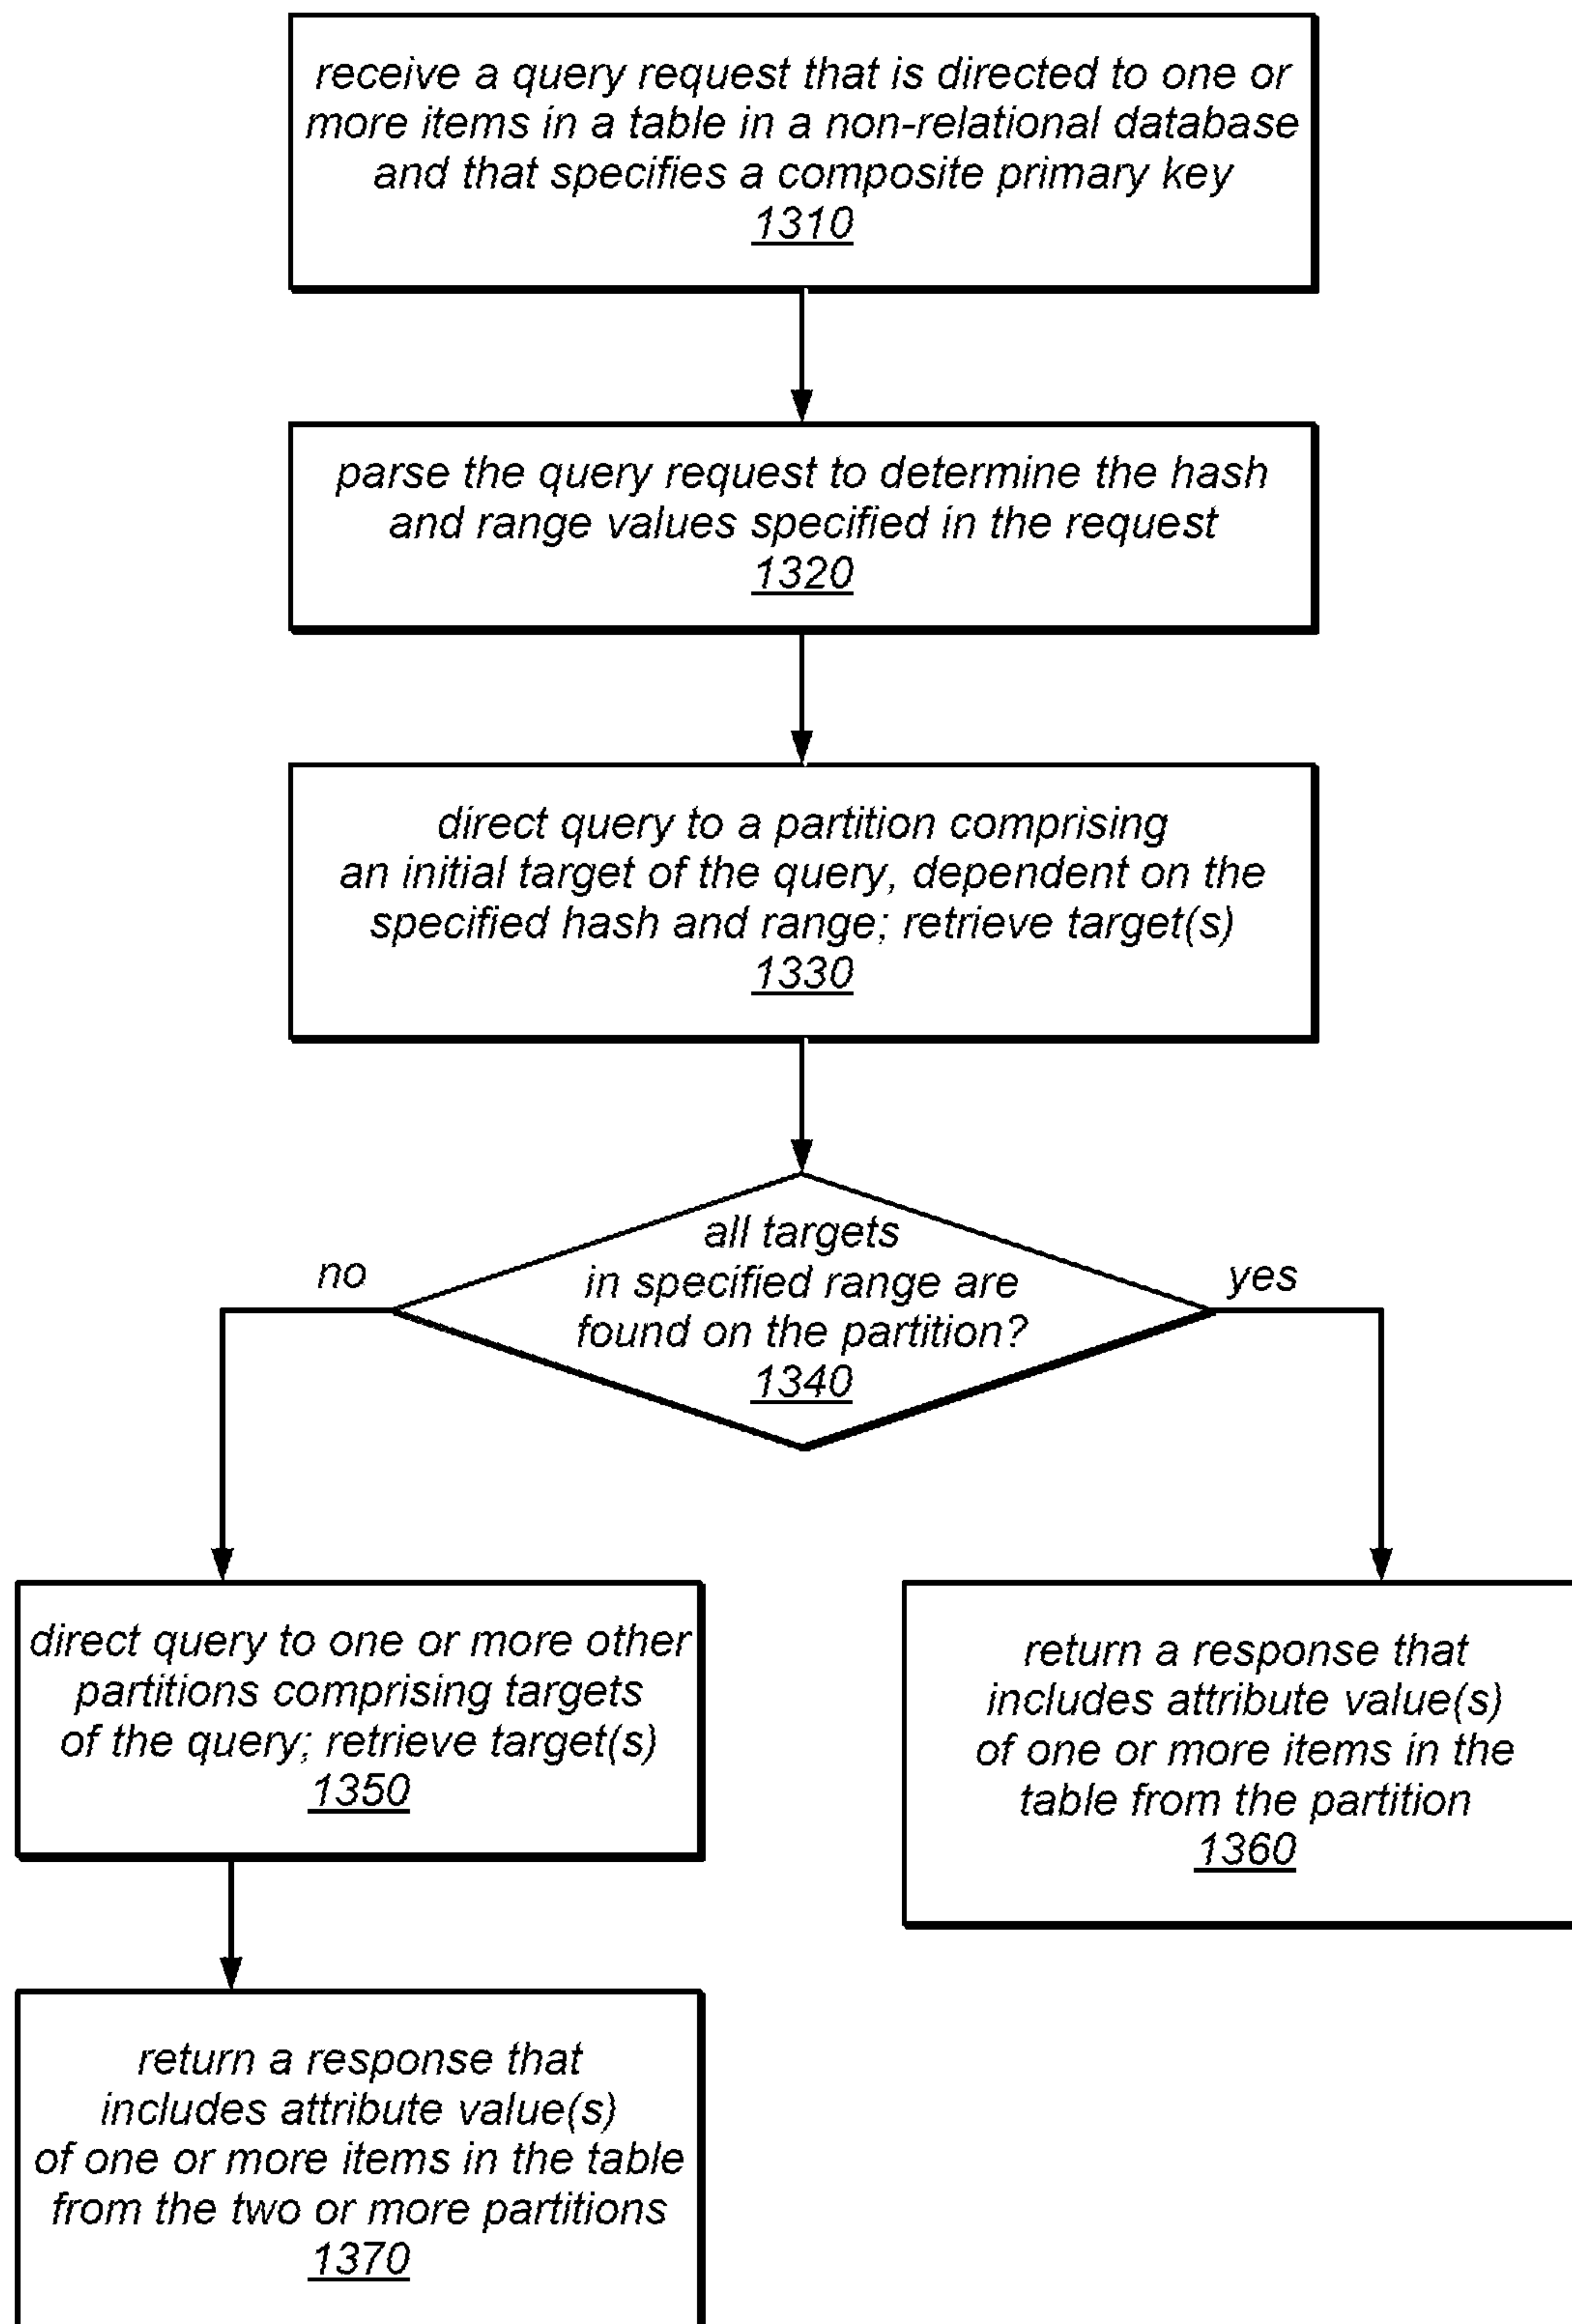 receive a query request that is directed to one or
more items in a table in a non-relational database
and that specifies a composite primary key
1310
parse the query request to determine the hash
and range values specified in the request
1320
direct query to a partition comprising
an initial target of the query, dependent on the
specified hash and range; retrieve target(s)
1330
all targets
in specified range are
found on the partition?
1340
no
yes
direct query to one or more other
partitions comprising targets
of the query; retrieve target(s)
1350
return a response that
includes attribute value(s)
of one or more items in the
table from the partition
1360
return a response that
includes attribute value(s)
of one or more items in the table
from the two or more partitions
1370